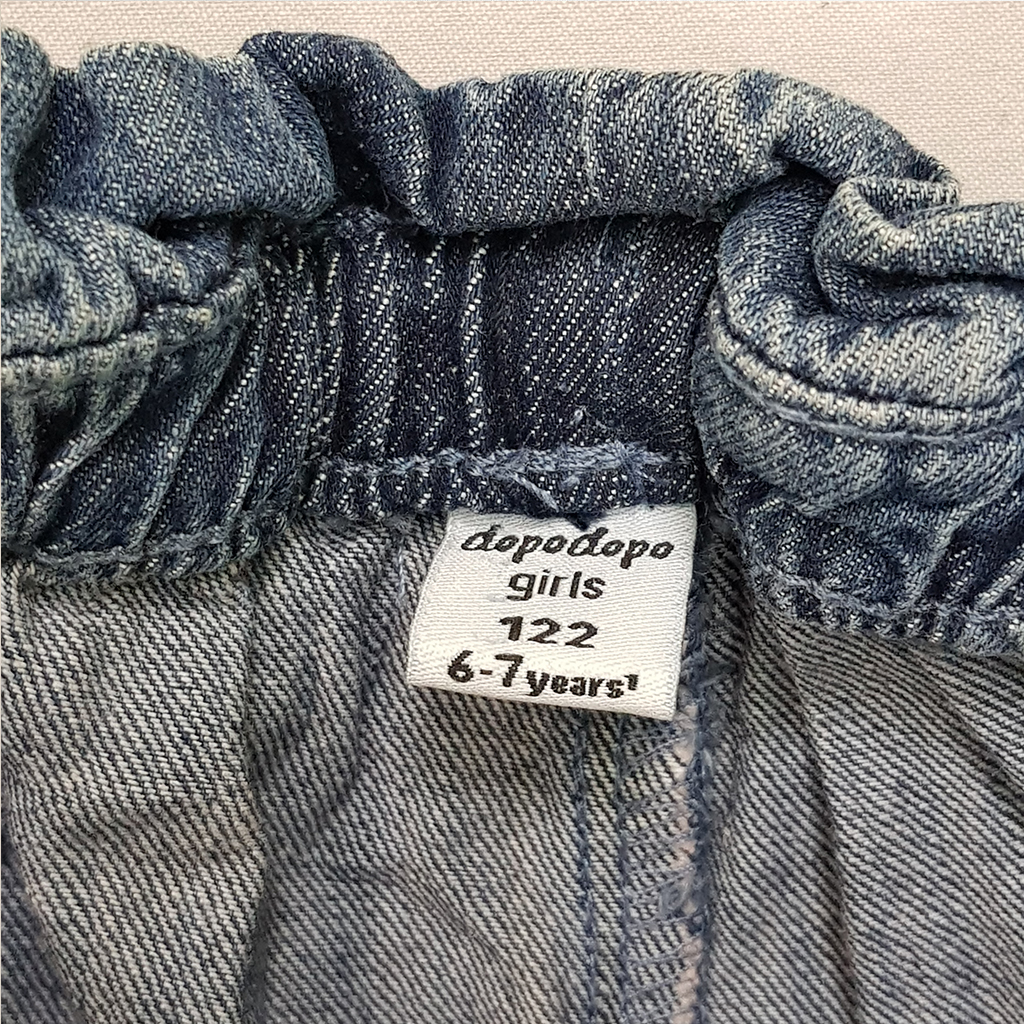 dopodopo
girls
122
6-7 years